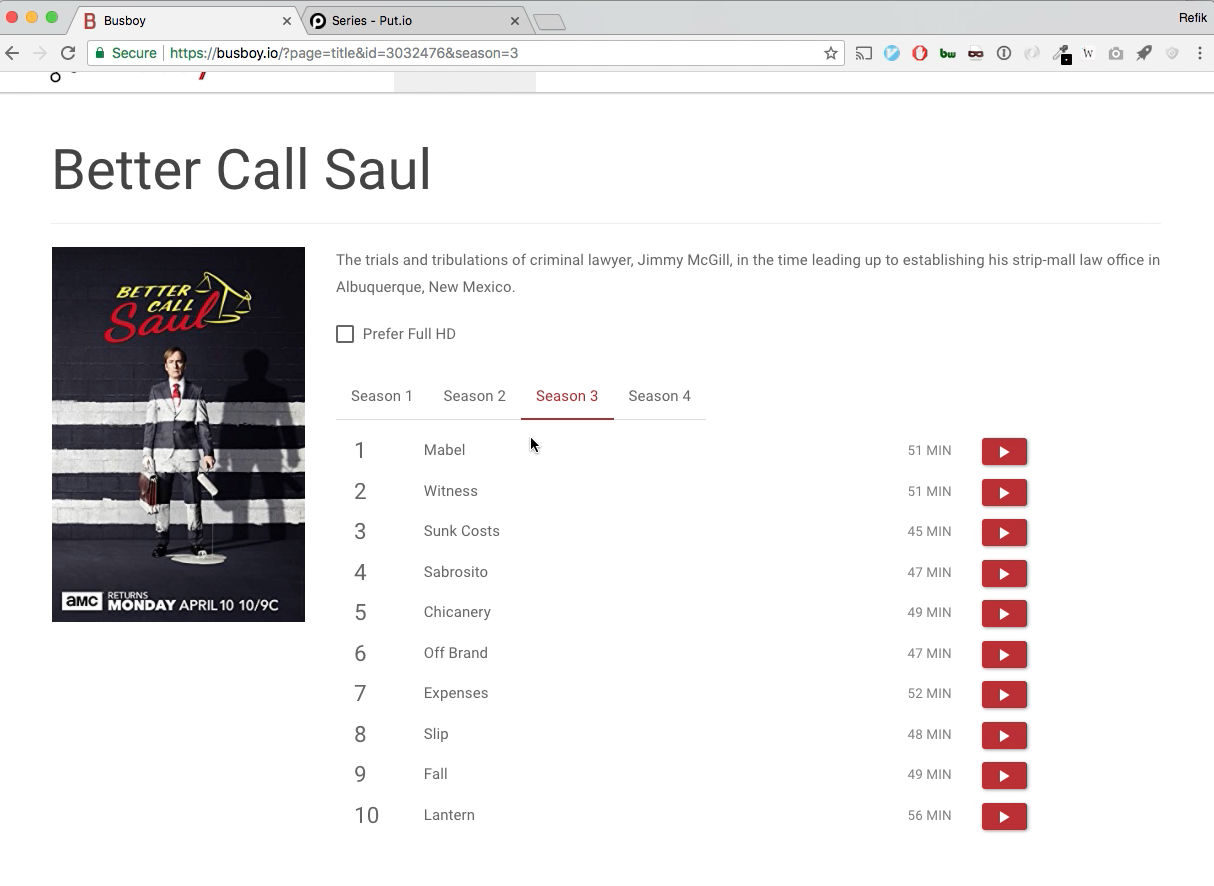 Busboy
Series - Put.io
Refik
Secure https://busboy.io/?page=title&id=3032476&season=3
bw
W
Better Call Saul
The trials and tribulations of criminal lawyer, Jimmy McGill, in the time leading up to establishing his strip-mall law office in
Albuquerque, New Mexico.
Prefer Full HD
Season 1 Season 2 Season 3 Season 4
1 Mabel 51 MIN
2 Witness 51 MIN
3 Sunk Costs 45 MIN
4 Sabrosito 47 MIN
5 Chicanery 49 MIN
6 Off Brand 47 MIN
7 Expenses 52 MIN
8 Slip 48 MIN
9 Fall 49 MIN
10 Lantern 56 MIN
BETTER
CALL
Saul
amc RETURNS
MONDAY APRIL 10 10/9C